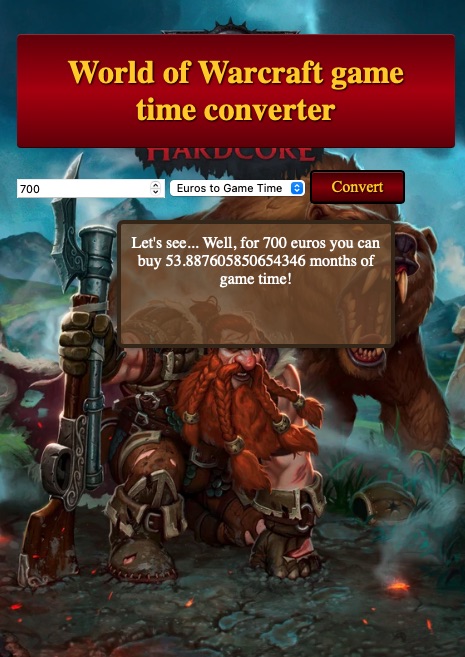 World of Warcraft game
time converter
HARDCORE
700
Euros to Game Time
Convert
Let's see... Well, for 700 euros you can
buy 53.887605850654346 months of
game time!